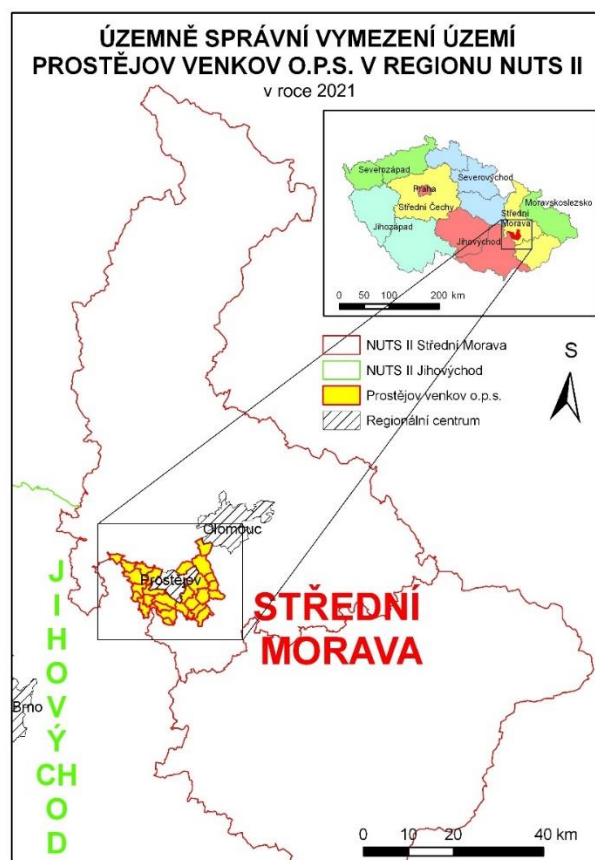 ÚZEMNĚ SPRÁVNÍ VYMEZENÍ ÚZEMÍ
PROSTĚJOV VENKOV O.P.S. V REGIONU NUTS II
v roce 2021
Severozápad
Severovýchod
Praha
Střední Čechy
Moravskoslezsko
Střední
Morava
Jihozápad
Jihovýchod
0 50 100 200 km
NUTS II Střední Morava
NUTS II Jihovýchod
Prostějov venkov o.p.s.
Regionální centrum
S
Olomouc
Prostějov
STŘEDNÍ
MORAVA
Brno
J
I
H
O
V
Ý
CH
O
D
0 10 20 40 km